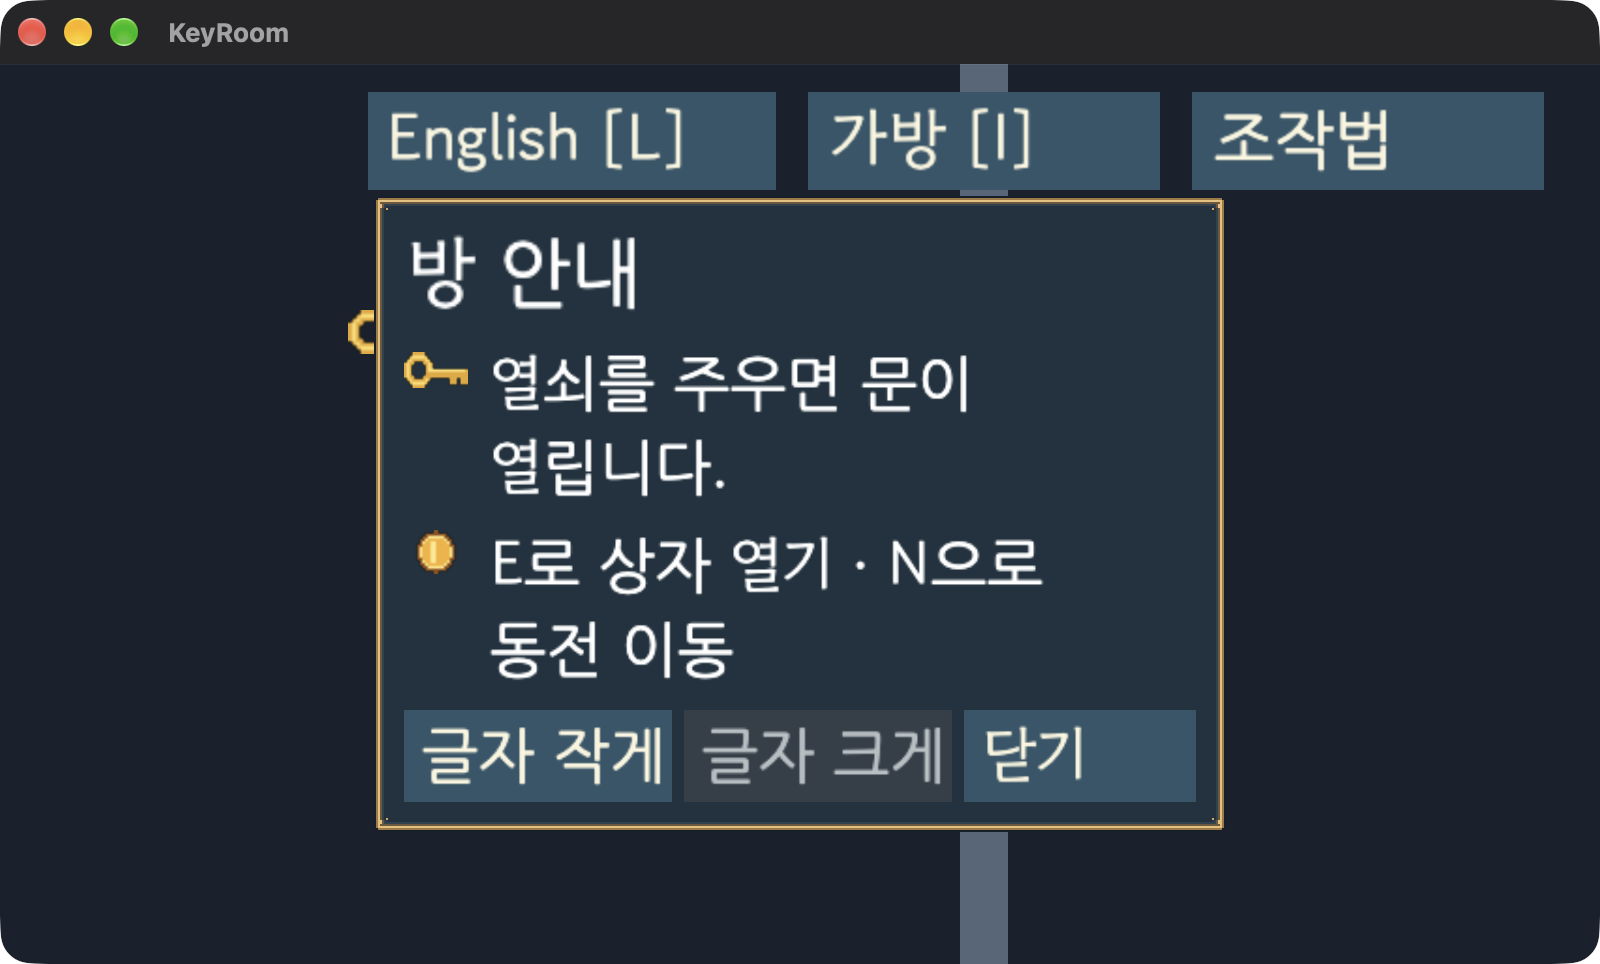 KeyRoom
English [L]
가방 [I]
조작법
방 안내
열쇠를 주우면 문이
열립니다.
E로 상자 열기 · N으로
동전 이동
글자 작게
글자 크게
닫기